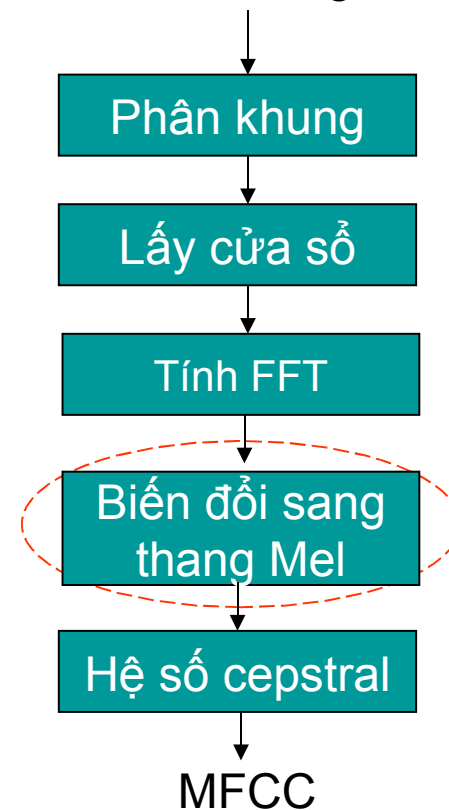 Phân khung
Lấy cửa sổ
Tính FFT
Biến đổi sang
thang Mel
Hệ số cepstral
MFCC